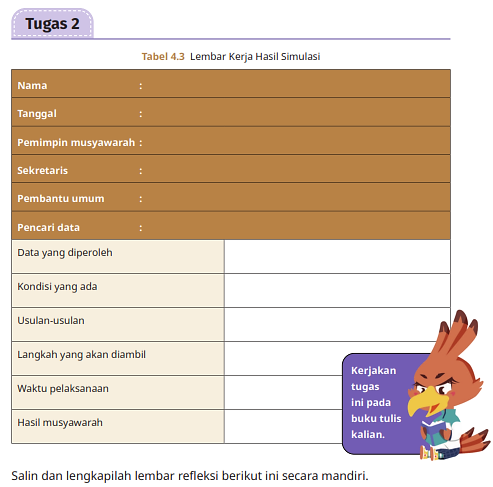 Tugas 2
Tabel 4.3 Lembar Kerja Hasil Simulasi
Nama :
Tanggal :
Pemimpin musyawarah :
Sekretaris :
Pembantu umum :
Pencari data :
Data yang diperoleh
Kondisi yang ada
Usulan-usulan
Langkah yang akan diambil
Waktu pelaksanaan
Hasil musyawarah
Kerjakan
tugas
ini pada
buku tulis
kalian.
Salin dan lengkapilah lembar refleksi berikut ini secara mandiri.